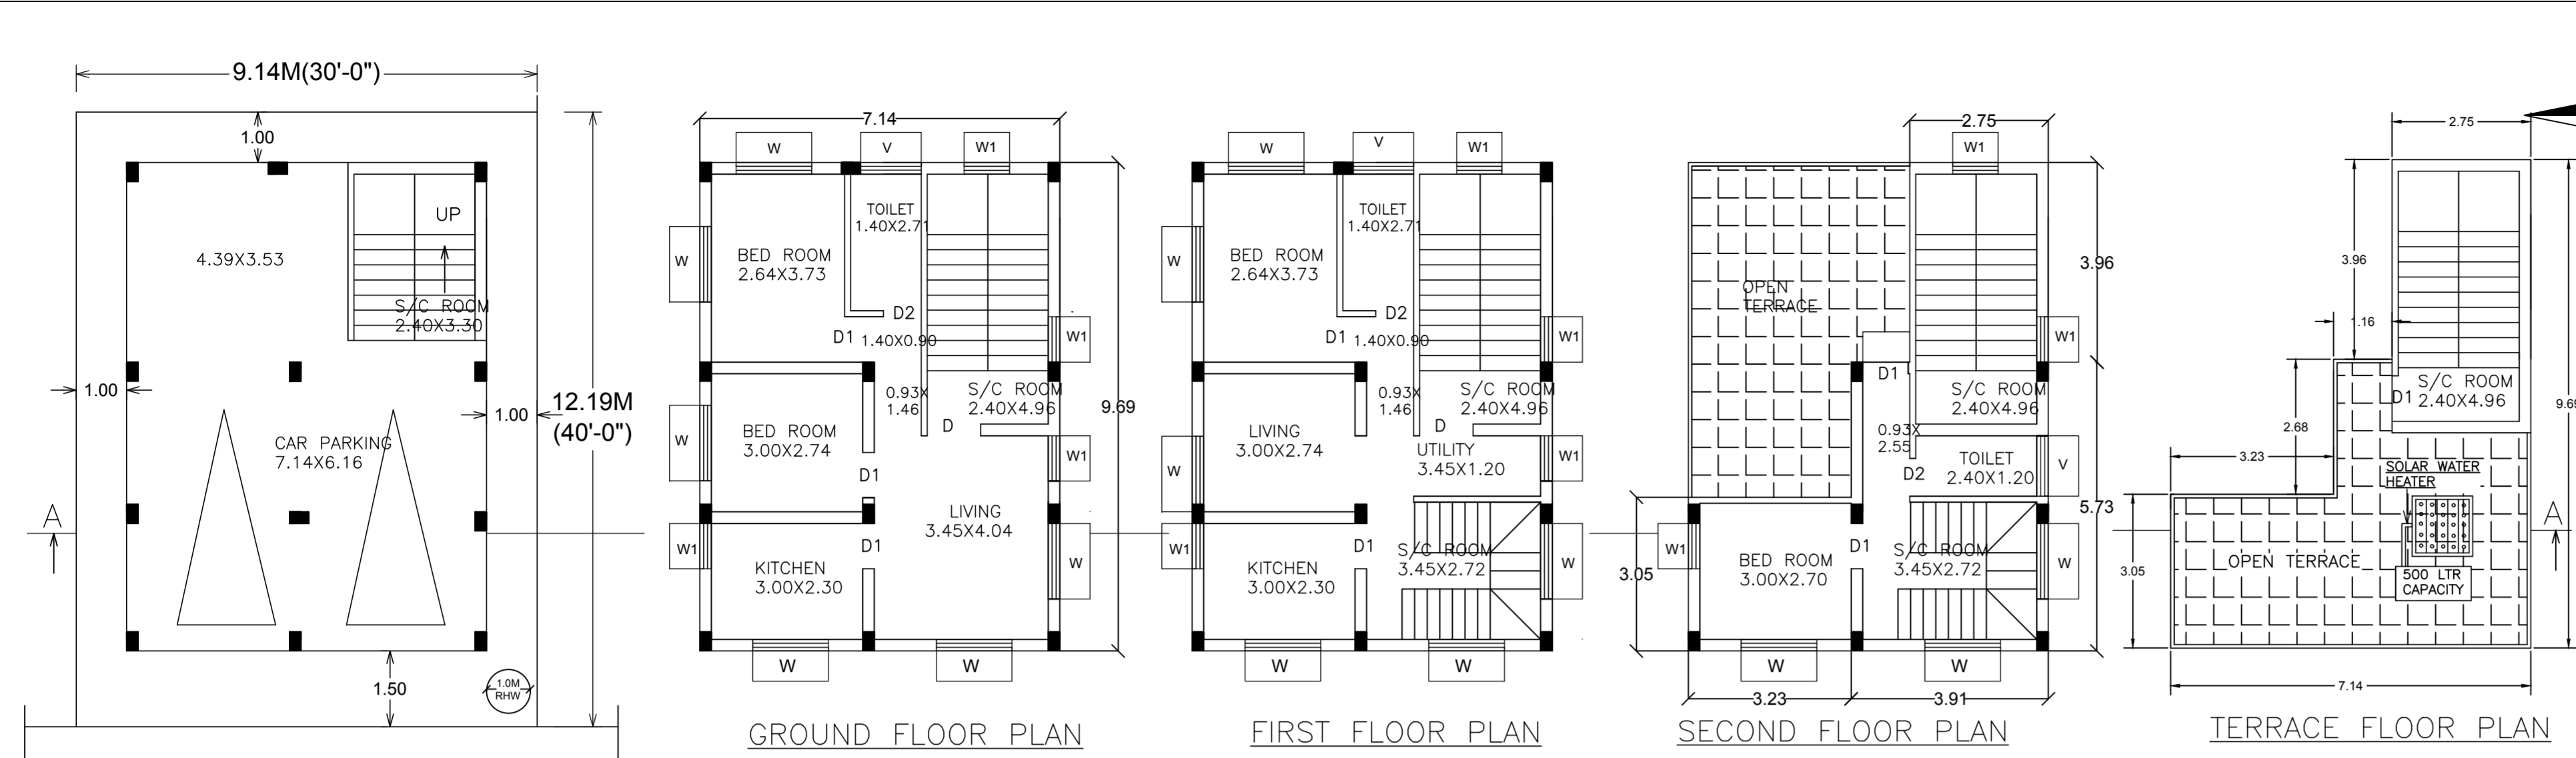 9.14M(30'-0")
1.00
UP
4.39X3.53
S/C ROOM
2.40X3.30
1.00
1.00
12.19M
(40'-0")
CAR PARKING
7.14X6.16
A
1.50
1.0M
RHW
7.14
W
V
W1
TOILET
1.40X2.71
W
BED ROOM
2.64X3.73
D2
D1
1.40X0.90
W1
0.93X
1.46
S/C ROOM
2.40X4.96
9.69
W
BED ROOM
3.00X2.74
D
W1
D1
LIVING
3.45X4.04
W1
D1
W
KITCHEN
3.00X2.30
W
W
GROUND FLOOR PLAN
W
V
W1
TOILET
1.40X2.71
W
BED ROOM
2.64X3.73
D2
D1
1.40X0.90
W1
0.93X
1.46
S/C ROOM
2.40X4.96
W
LIVING
3.00X2.74
D
UTILITY
3.45X1.20
W1
W1
D1
S/C ROOM
3.45X2.72
W
KITCHEN
3.00X2.30
W
W
FIRST FLOOR PLAN
2.75
W1
3.96
OPEN
TERRACE
W1
D1
S/C ROOM
2.40X4.96
0.93X
2.55
D2
TOILET
2.40X1.20
V
5.73
W1
3.05
BED ROOM
3.00X2.70
D1
S/C ROOM
3.45X2.72
W
W
W
3.23
3.91
SECOND FLOOR PLAN
2.75
3.96
1.16
S/C ROOM
2.40X4.96
D1
9.69
2.68
3.23
SOLAR WATER
HEATER
A
3.05
OPEN TERRACE
500 LTR
CAPACITY
7.14
TERRACE FLOOR PLAN